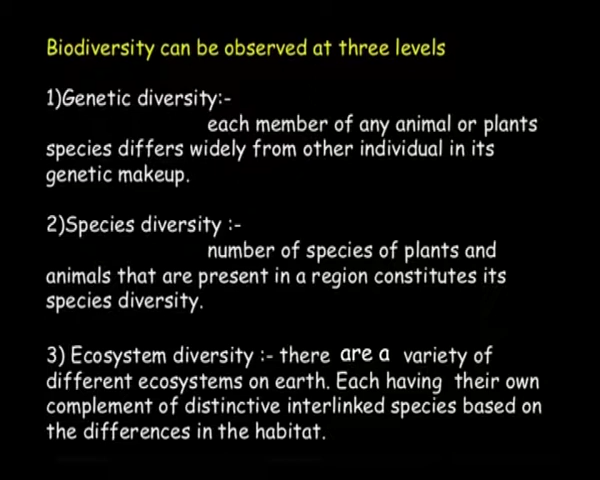 Biodiversity can be observed at three levels
1)Genetic diversity:-
each member of any animal or plants
species differs widely from other individual in its
genetic makeup.
2)Species diversity :-
number of species of plants and
animals that are present in a region constitutes its
species diversity.
3) Ecosystem diversity :- there are a variety of
different ecosystems on earth. Each having their own
complement of distinctive interlinked species based on
the differences in the habitat.